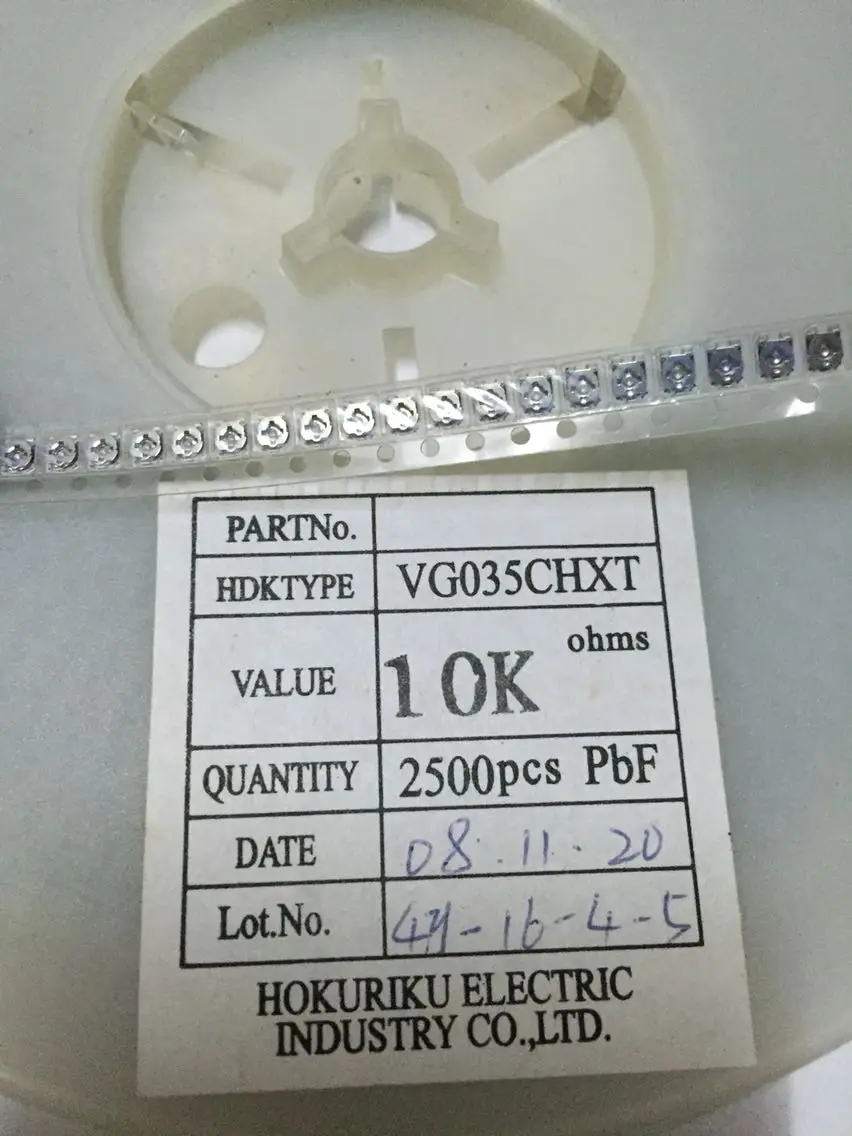 PARTNo.
HDKTYPE VG035CHXT
VALUE 10K ohms
QUANTITY 2500pcs PbF
DATE 08.11.20
Lot.No. 4Y-16-4-5
HOKURIKU ELECTRIC
INDUSTRY CO.,LTD.